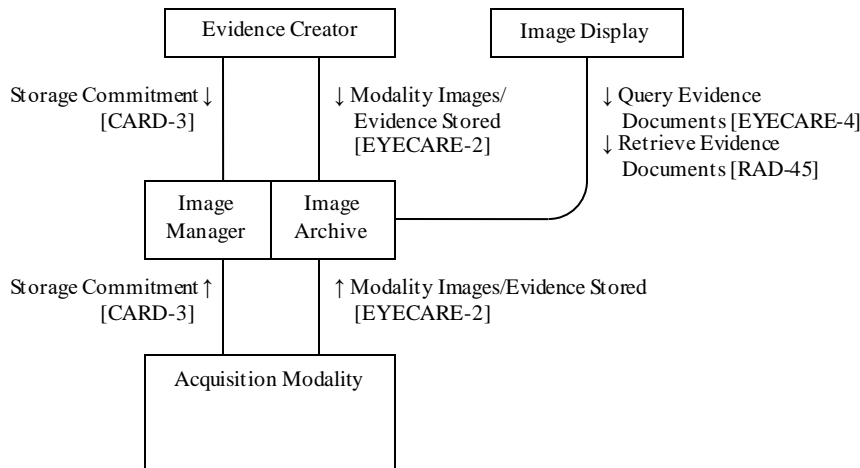 Evidence Creator
Image Display
Storage Commitment ↓
[CARD-3]
↓ Modality Images/
Evidence Stored
[EYECARE-2]
↓ Query Evidence
Documents [EYECARE-4]
↓ Retrieve Evidence
Documents [RAD-45]
Image
Manager
Image
Archive
Storage Commitment ↑
[CARD-3]
↑ Modality Images/Evidence Stored
[EYECARE-2]
Acquisition Modality